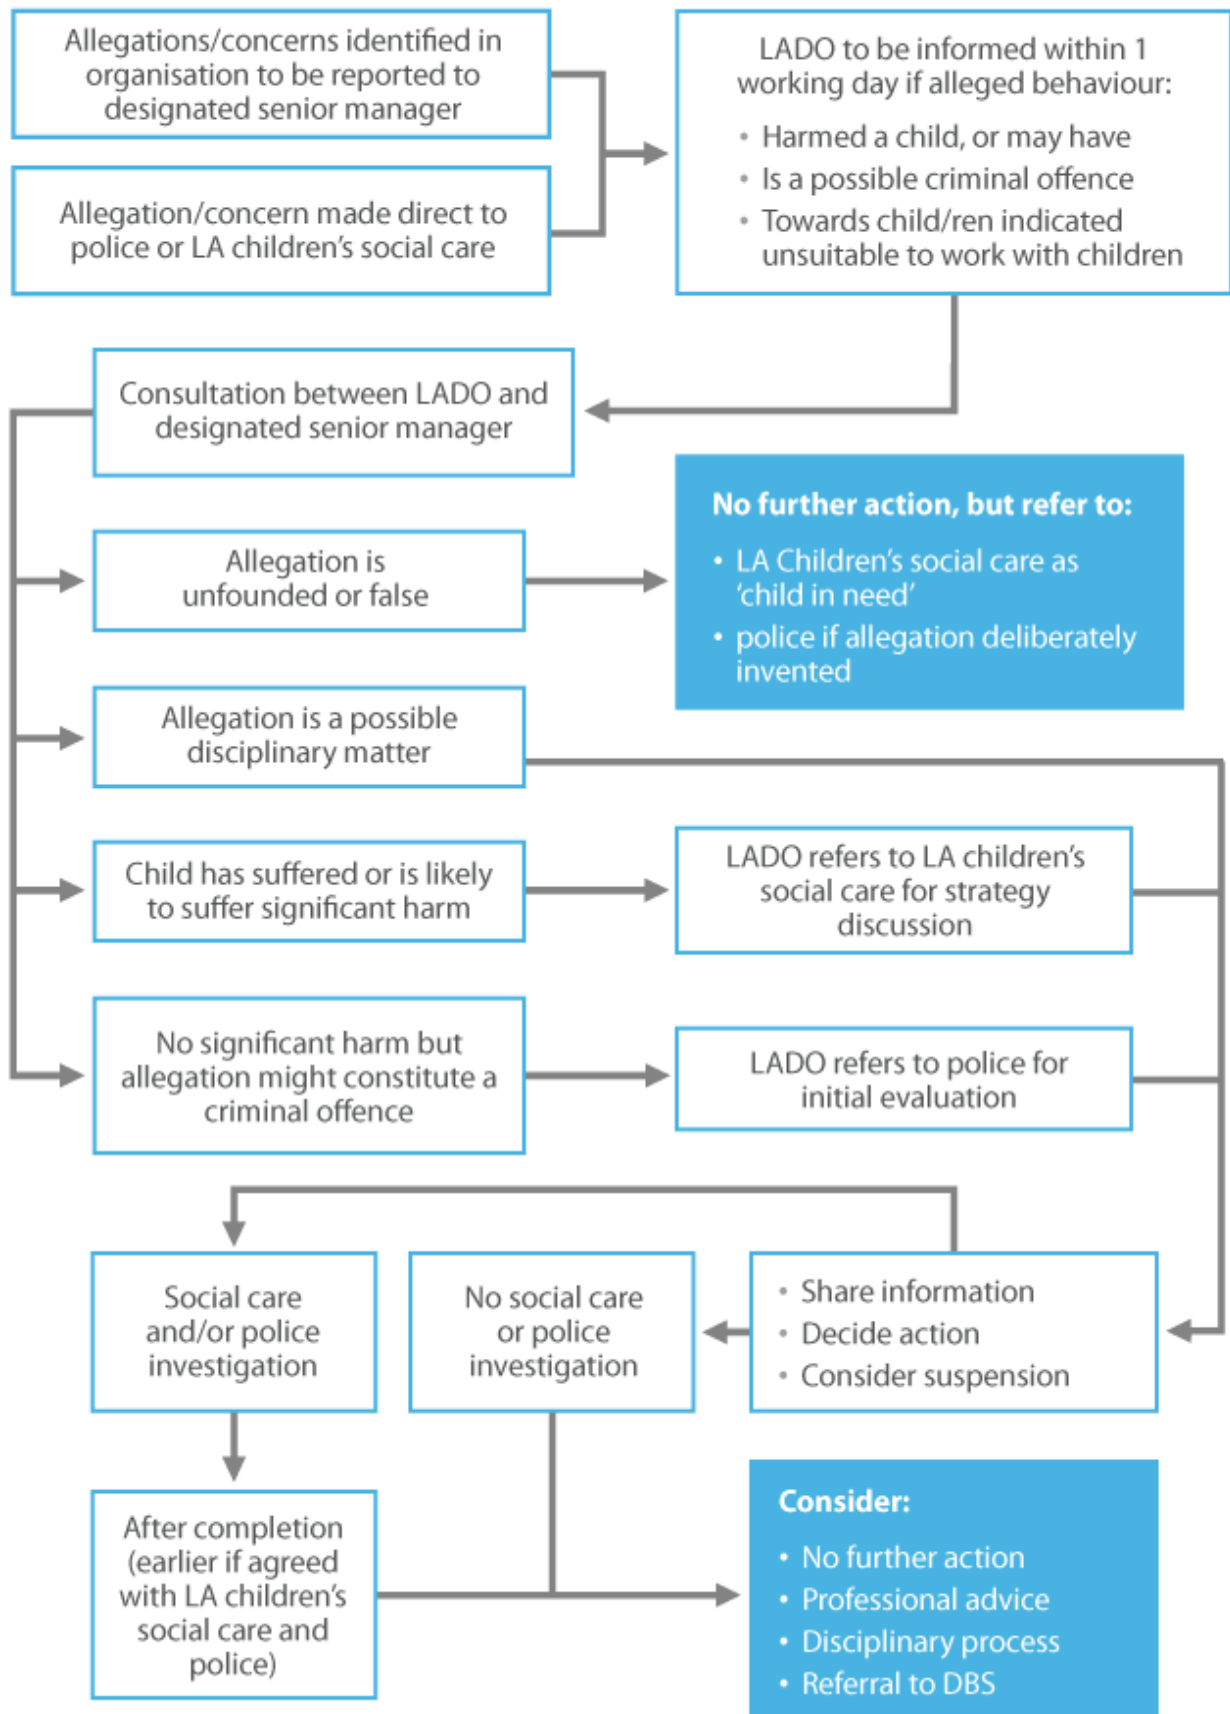 Allegations/concerns identified in
organisation to be reported to
designated senior manager
Allegation/concern made direct to
police or LA children's social care
LADO to be informed within 1
working day if alleged behaviour:
• Harmed a child, or may have
• Is a possible criminal offence
• Towards child/ren indicated
unsuitable to work with children
Consultation between LADO and
designated senior manager
Allegation is
unfounded or false
No further action, but refer to:
• LA Children's social care as
'child in need'
• police if allegation deliberately
invented
Allegation is a possible
disciplinary matter
Child has suffered or is likely
to suffer significant harm
LADO refers to LA children's
social care for strategy
discussion
No significant harm but
allegation might constitute a
criminal offence
LADO refers to police for
initial evaluation
Social care
and/or police
investigation
No social care
or police
investigation
• Share information
• Decide action
• Consider suspension
After completion
(earlier if agreed
with LA children's
social care and
police)
Consider:
• No further action
• Professional advice
• Disciplinary process
• Referral to DBS